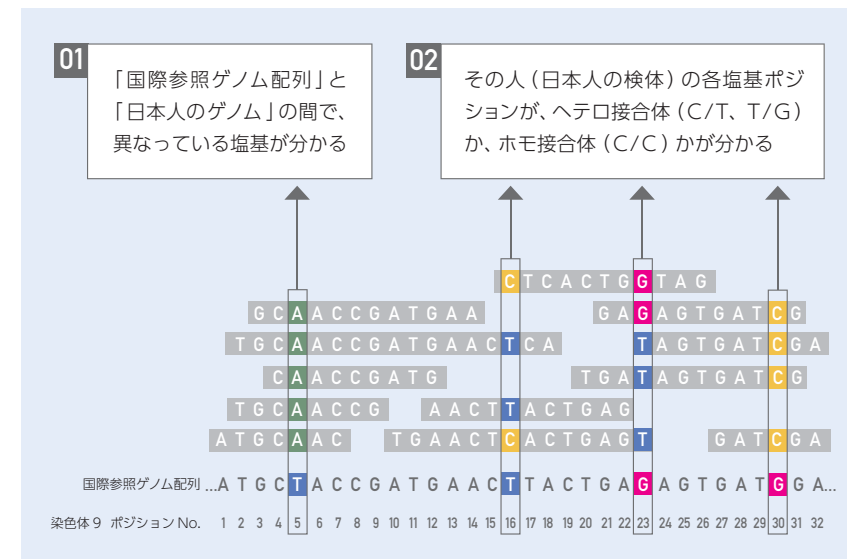 01
「国際参照ゲノム配列」と
「日本人のゲノム」の間で、
異なっている塩基が分かる
02
その人（日本人の検体）の各塩基ポジ
ションが、ヘテロ接合体（C/T、T/G）
か、ホモ接合体（C/C）かが分かる
C T C A C T G G T A G
G C A A C C G A T G A A G A G A G T G A T C G
T G C A A C C G A T G A A C T C A T A G T G A T C G A
C A A C C G A T G T G A T A G T G A T C G
T G C A A C C G A A C T T A C T G A G
A T G C A A C T G A A C T C A C T G A G T G A T C G A
国際参照ゲノム配列 ...A T G C T A C C G A T G A A C T T A C T G A G A G T G A T G G A...
染色体9 ポジションNo. 1 2 3 4 5 6 7 8 9 10 11 12 13 14 15 16 17 18 19 20 21 22 23 24 25 26 27 28 29 30 31 32